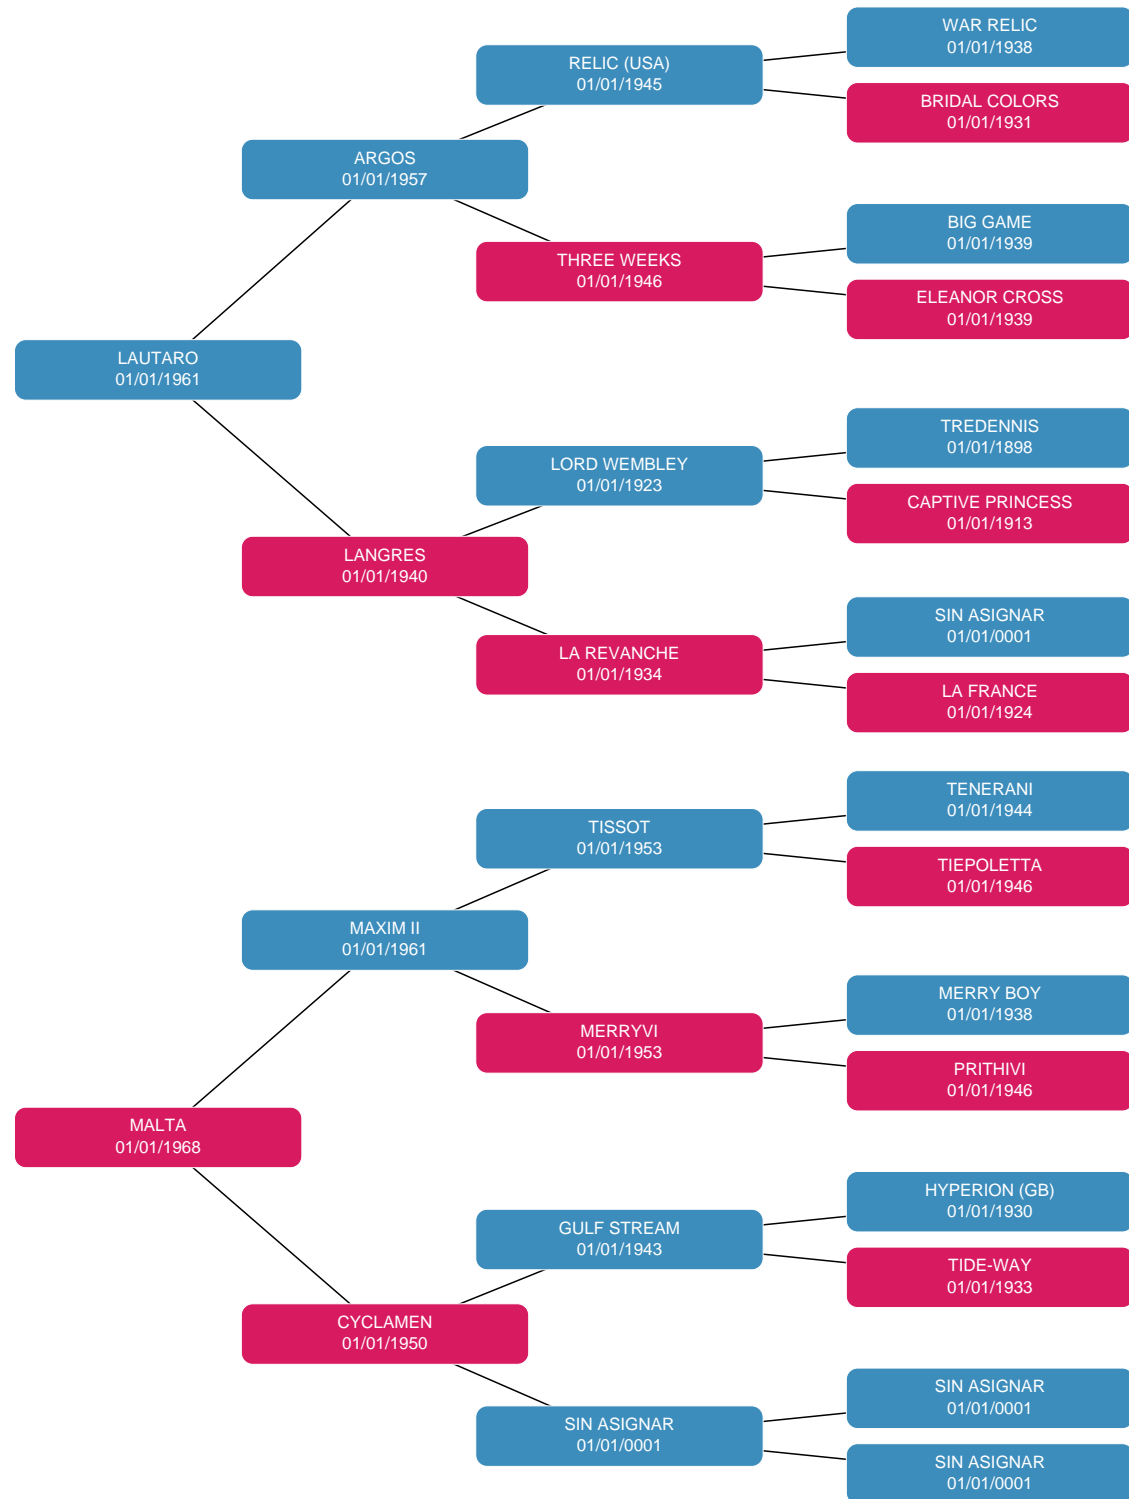 WAR RELIC
01/01/1938
RELIC (USA)
01/01/1945
BRIDAL COLORS
01/01/1931
ARGOS
01/01/1957
BIG GAME
01/01/1939
THREE WEEKS
01/01/1946
ELEANOR CROSS
01/01/1939
LAUTARO
01/01/1961
TREDENNIS
01/01/1898
LORD WEMBLEY
01/01/1923
CAPTIVE PRINCESS
01/01/1913
LANGRES
01/01/1940
SIN ASIGNAR
01/01/0001
LA REVANCHE
01/01/1934
LA FRANCE
01/01/1924
TENERANI
01/01/1944
TISSOT
01/01/1953
TIEPOLETTA
01/01/1946
MAXIM II
01/01/1961
MERRY BOY
01/01/1938
MERRYVI
01/01/1953
PRITHIVI
01/01/1946
MALTA
01/01/1968
HYPERION (GB)
01/01/1930
GULF STREAM
01/01/1943
TIDE-WAY
01/01/1933
CYCLAMEN
01/01/1950
SIN ASIGNAR
01/01/0001
SIN ASIGNAR
01/01/0001
SIN ASIGNAR
01/01/0001